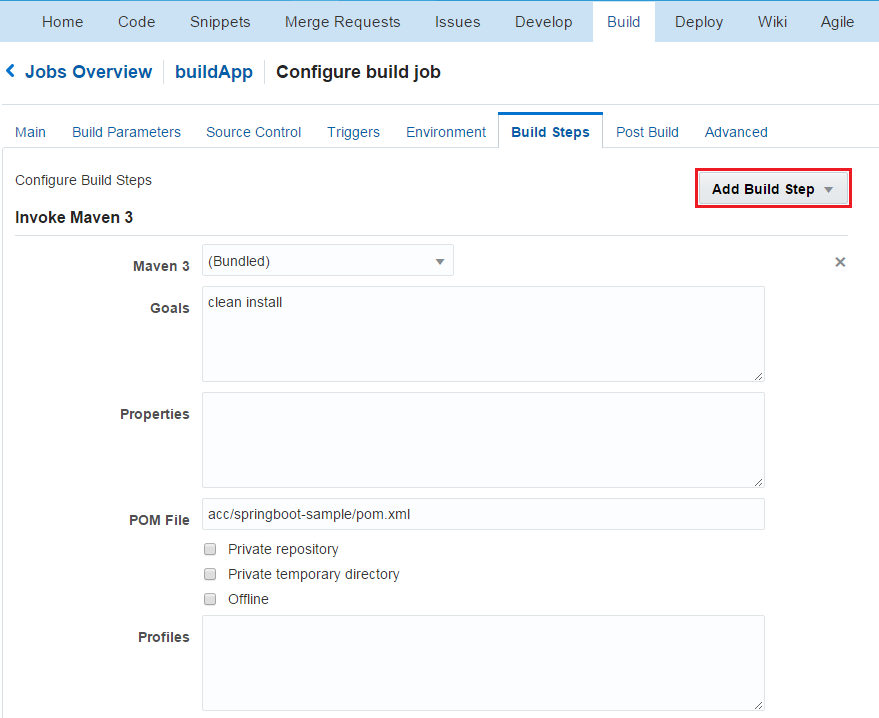 Home Code Snippets Merge Requests Issues Develop Build Deploy Wiki Agile
Jobs Overview buildApp Configure build job
Main Build Parameters Source Control Triggers Environment Build Steps Post Build Advanced
Configure Build Steps
Add Build Step
Invoke Maven 3
Maven 3 (Bundled)
Goals clean install
Properties
POM File acc/springboot-sample/pom.xml
Private repository
Private temporary directory
Offline
Profiles